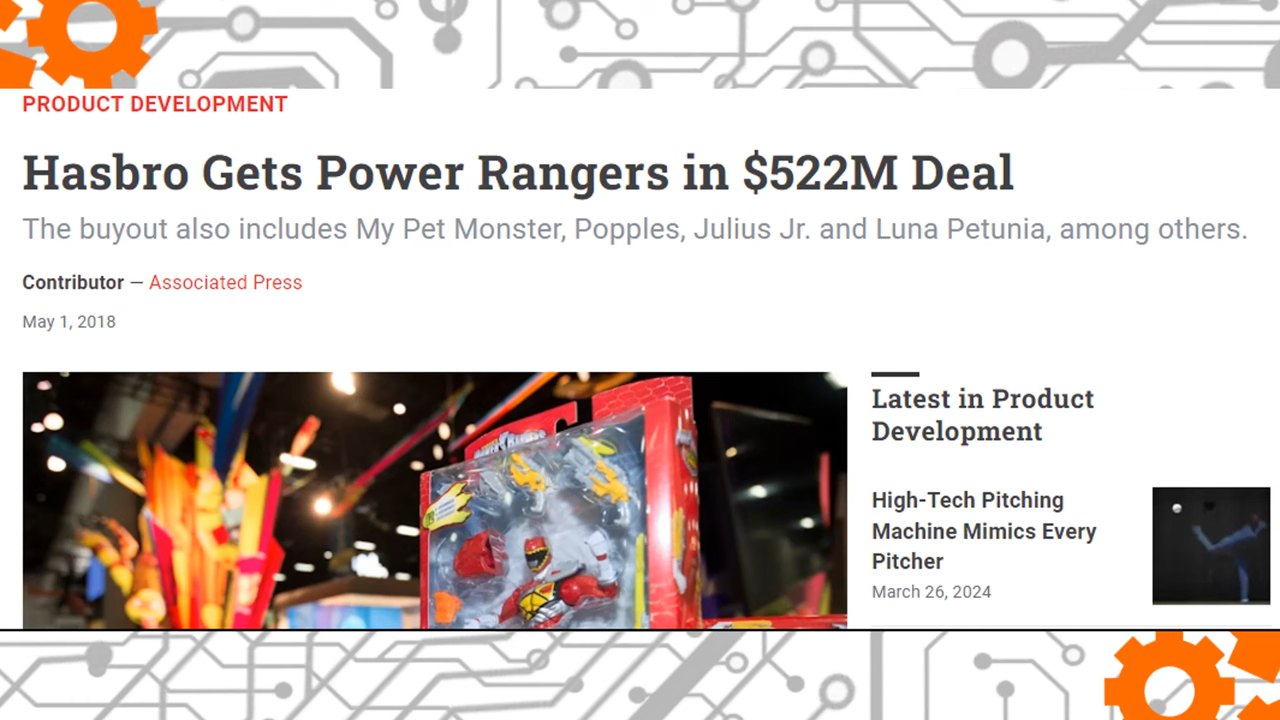 PRODUCT DEVELOPMENT
Hasbro Gets Power Rangers in $522M Deal
The buyout also includes My Pet Monster, Popples, Julius Jr. and Luna Petunia, among others.
Contributor — Associated Press
May 1, 2018
Latest in Product
Development
High-Tech Pitching
Machine Mimics Every
Pitcher
March 26, 2024